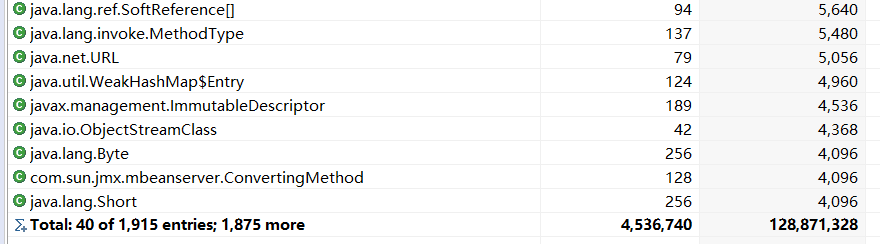 java.lang.ref.SoftReference[] 94 5,640
java.lang.invoke.MethodType 137 5,480
java.net.URL 79 5,056
java.util.WeakHashMap$Entry 124 4,960
javax.management.ImmutableDescriptor 189 4,536
java.io.ObjectStreamClass 42 4,368
java.lang.Byte 256 4,096
com.sun.jmx.mbeanserver.ConvertingMethod 128 4,096
java.lang.Short 256 4,096
Total: 40 of 1,915 entries; 1,875 more 4,536,740 128,871,328